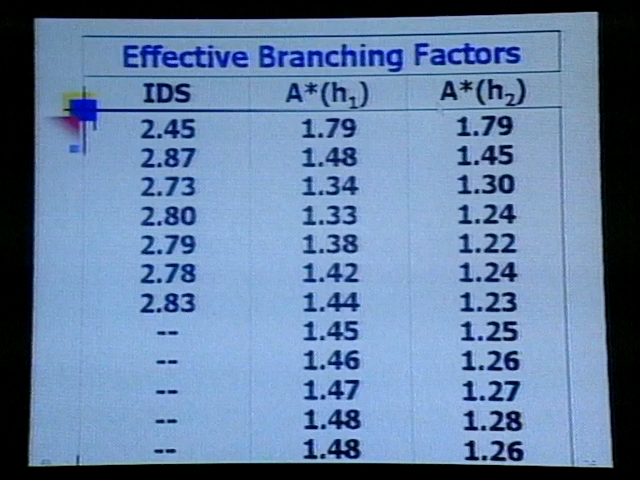 Effective Branching Factors
IDS A*(h₁) A*(h₂)
2.45 1.79 1.79
2.87 1.48 1.45
2.73 1.34 1.30
2.80 1.33 1.24
2.79 1.38 1.22
2.78 1.42 1.24
2.83 1.44 1.23
-- 1.45 1.25
-- 1.46 1.26
-- 1.47 1.27
-- 1.48 1.28
-- 1.48 1.26